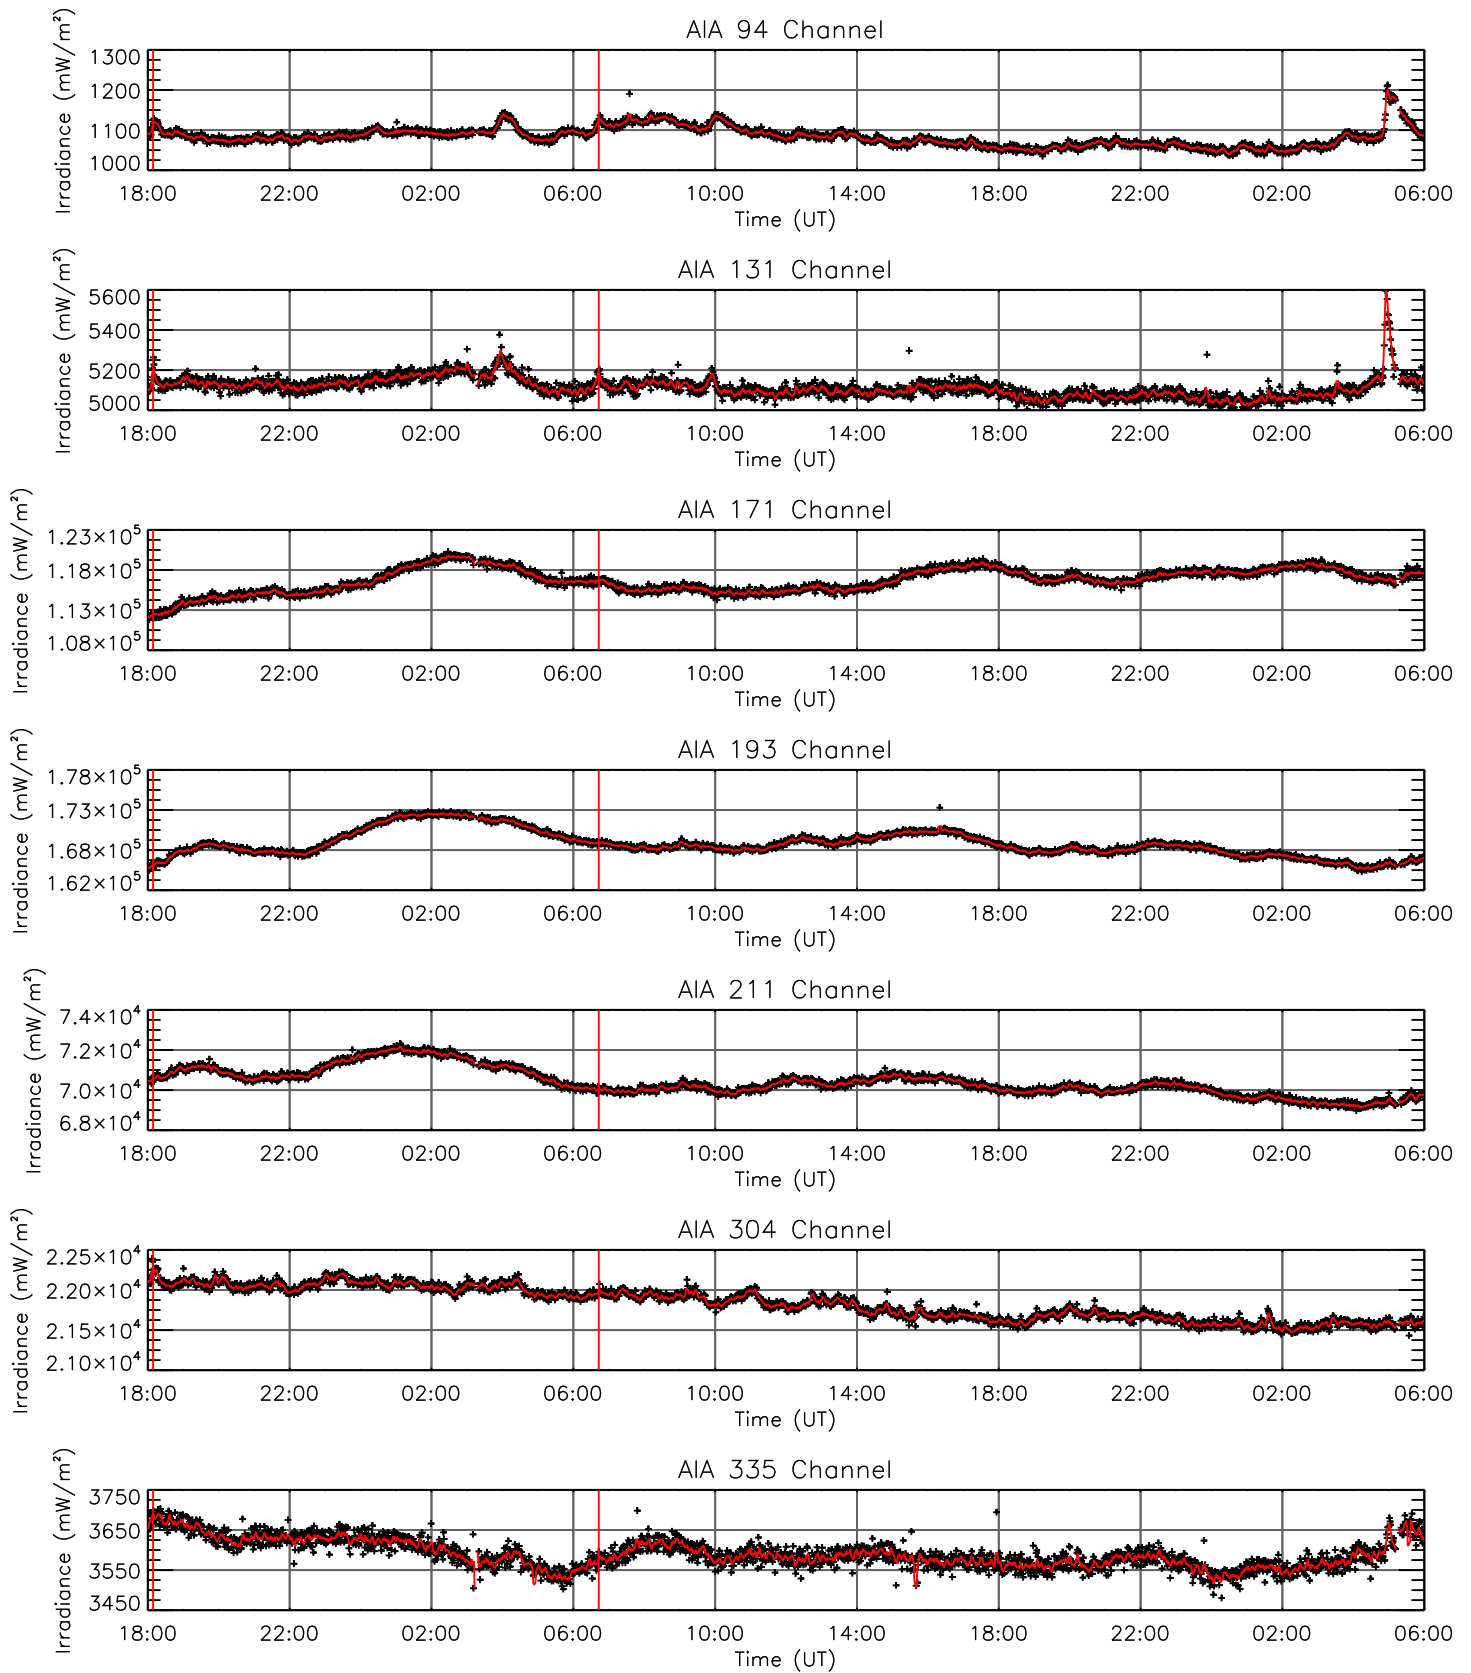 AIA 94 Channel
Irradiance (mW/m²)
1300
1200
1100
1000
18:00 22:00 02:00 06:00 10:00 14:00 18:00 22:00 02:00 06:00
Time (UT)
AIA 131 Channel
Irradiance (mW/m²)
5600
5400
5200
5000
18:00 22:00 02:00 06:00 10:00 14:00 18:00 22:00 02:00 06:00
Time (UT)
AIA 171 Channel
Irradiance (mW/m²)
1.23×10⁵
1.18×10⁵
1.13×10⁵
1.08×10⁵
18:00 22:00 02:00 06:00 10:00 14:00 18:00 22:00 02:00 06:00
Time (UT)
AIA 193 Channel
Irradiance (mW/m²)
1.78×10⁵
1.73×10⁵
1.68×10⁵
1.62×10⁵
18:00 22:00 02:00 06:00 10:00 14:00 18:00 22:00 02:00 06:00
Time (UT)
AIA 211 Channel
Irradiance (mW/m²)
7.4×10⁴
7.2×10⁴
7.0×10⁴
6.8×10⁴
18:00 22:00 02:00 06:00 10:00 14:00 18:00 22:00 02:00 06:00
Time (UT)
AIA 304 Channel
Irradiance (mW/m²)
2.25×10⁴
2.20×10⁴
2.15×10⁴
2.10×10⁴
18:00 22:00 02:00 06:00 10:00 14:00 18:00 22:00 02:00 06:00
Time (UT)
AIA 335 Channel
Irradiance (mW/m²)
3750
3650
3550
3450
18:00 22:00 02:00 06:00 10:00 14:00 18:00 22:00 02:00 06:00
Time (UT)